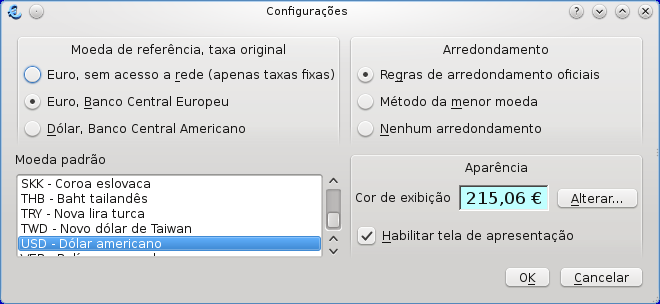 Configurações
Moeda de referência, taxa original
Euro, sem acesso a rede (apenas taxas fixas)
Euro, Banco Central Europeu
Dólar, Banco Central Americano
Arredondamento
Regras de arredondamento oficiais
Método da menor moeda
Nenhum arredondamento
Moeda padrão
SKK - Coroa eslovaca
THB - Baht tailandês
TRY - Nova lira turca
TWD - Novo dólar de Taiwan
USD - Dólar americano
Aparência
Cor de exibição 215,06 € Alterar...
Habilitar tela de apresentação
OK Cancelar